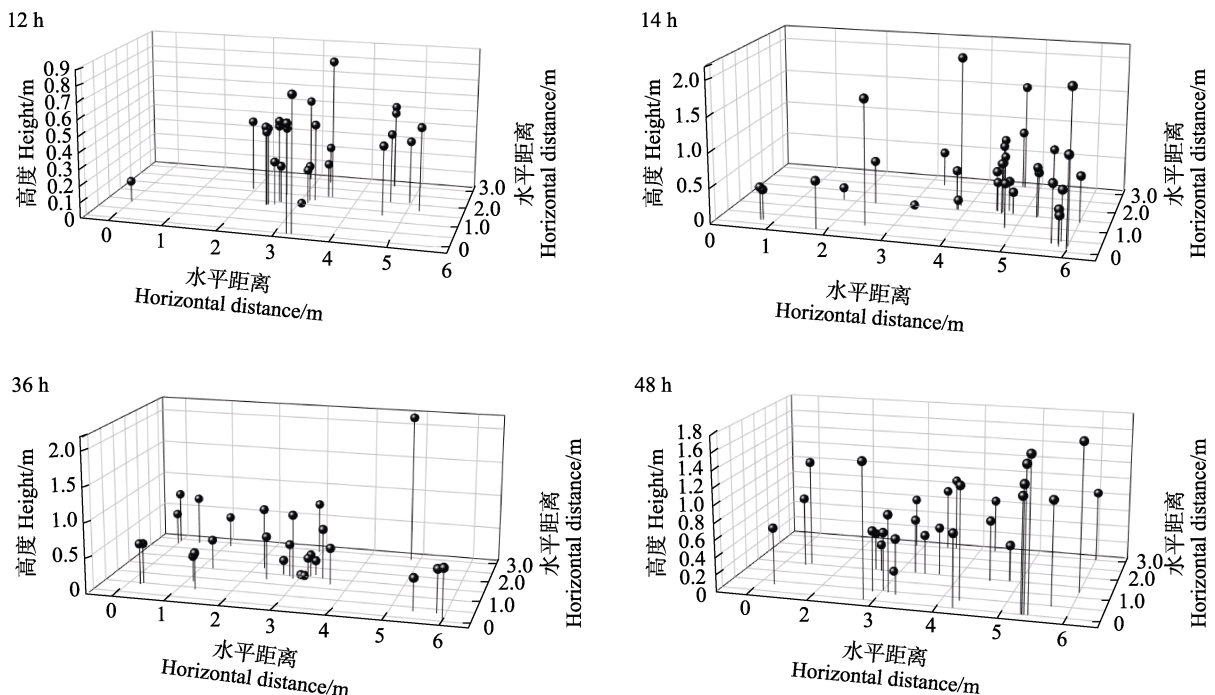 12 h
高度 Height/m
0.9
0.8
0.7
0.6
0.5
0.4
0.3
0.2
0.1
0
0 1 2 3 4 5 6
水平距离
Horizontal distance/m
3.0
2.0
1.0
0
水平距离
Horizontal distance/m
14 h
高度 Height/m
2.0
1.5
1.0
0.5
0
0 1 2 3 4 5 6
水平距离
Horizontal distance/m
3.0
2.0
1.0
0
水平距离
Horizontal distance/m
36 h
高度 Height/m
2.0
1.5
1.0
0.5
0
0 1 2 3 4 5 6
水平距离
Horizontal distance/m
3.0
2.0
1.0
0
水平距离
Horizontal distance/m
48 h
高度 Height/m
1.8
1.6
1.4
1.2
1.0
0.8
0.6
0.4
0.2
0
0 2 3 4 5 6
水平距离
Horizontal distance/m
3.0
2.0
1.0
0
水平距离
Horizontal distance/m